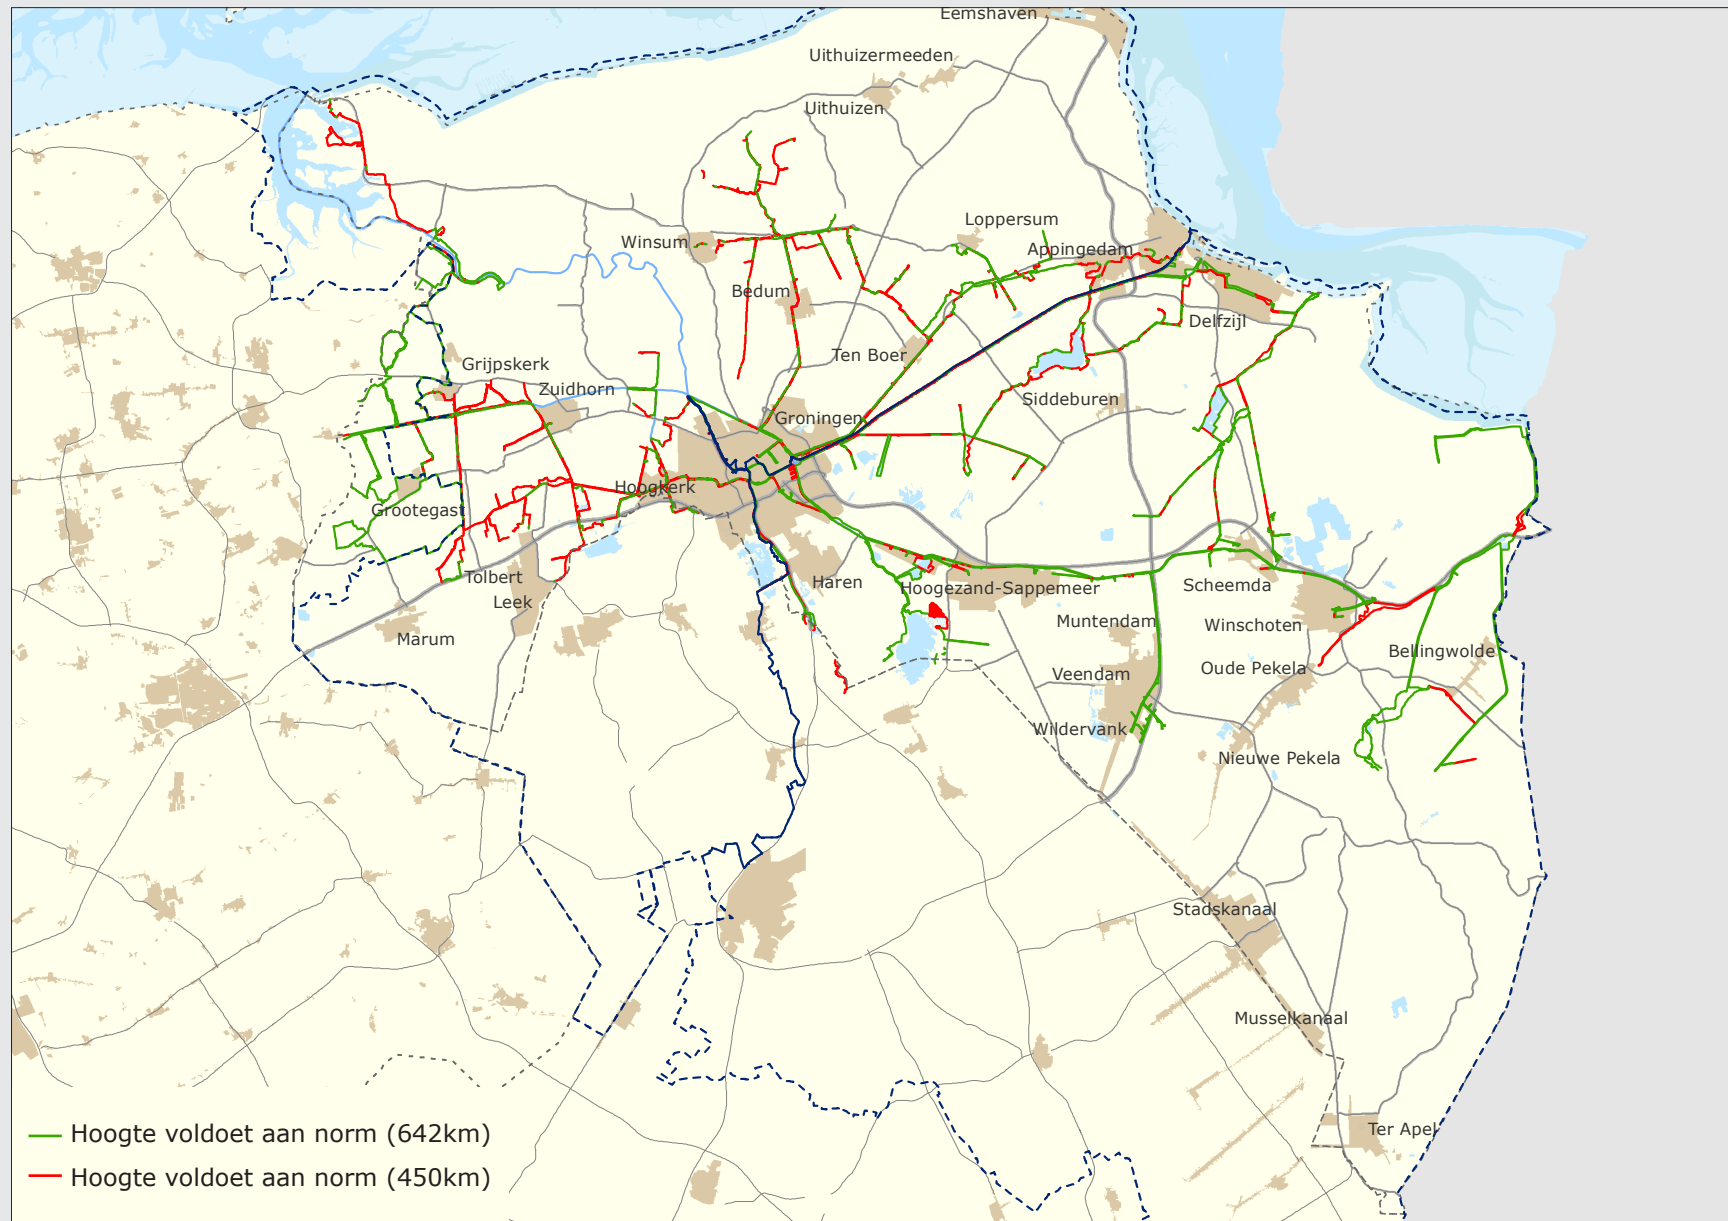 Eemshaven
Uithuizermeeden
Uithuizen
Loppersum
Winsum
Appingedam
Bedum
Delfzijl
Ten Boer
Grijpskerk
Zuidhorn
Siddeburen
Groningen
Hoogkerk
Grootegast
Tolbert
Haren
Hoogezand-Sappemeer
Scheemda
Leek
Muntendam
Winschoten
Marum
Bellingwolde
Veendam
Oude Pekela
Wildervank
Nieuwe Pekela
Stadskanaal
Musselkanaal
Ter Apel
Hoogte voldoet aan norm (642km)
Hoogte voldoet aan norm (450km)